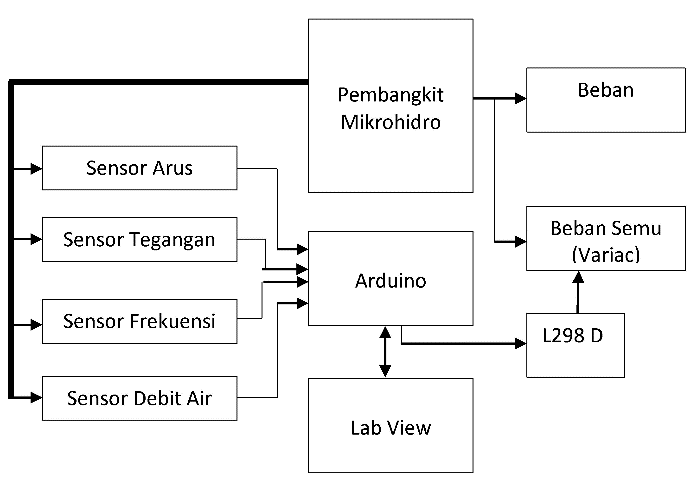 Pembangkit
Mikrohidro
Beban
Sensor Arus
Sensor Tegangan
Beban Semu
(Variac)
Arduino
Sensor Frekuensi
L298 D
Sensor Debit Air
Lab View